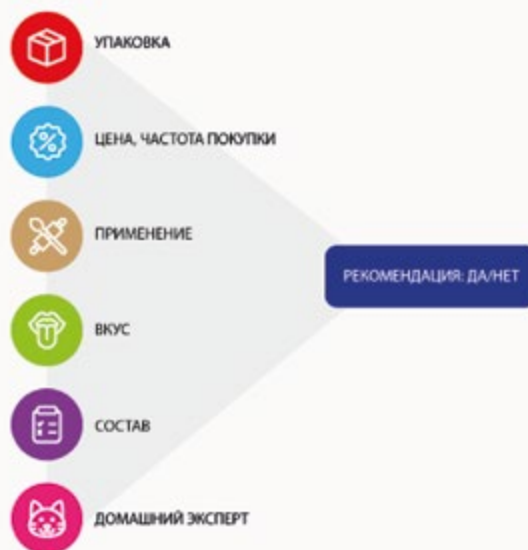 УПАКОВКА
ЦЕНА, ЧАСТОТА ПОКУПКИ
ПРИМЕНЕНИЕ
РЕКОМЕНДАЦИЯ: ДА/НЕТ
ВКУС
СОСТАВ
ДОМАШНИЙ ЭКСПЕРТ